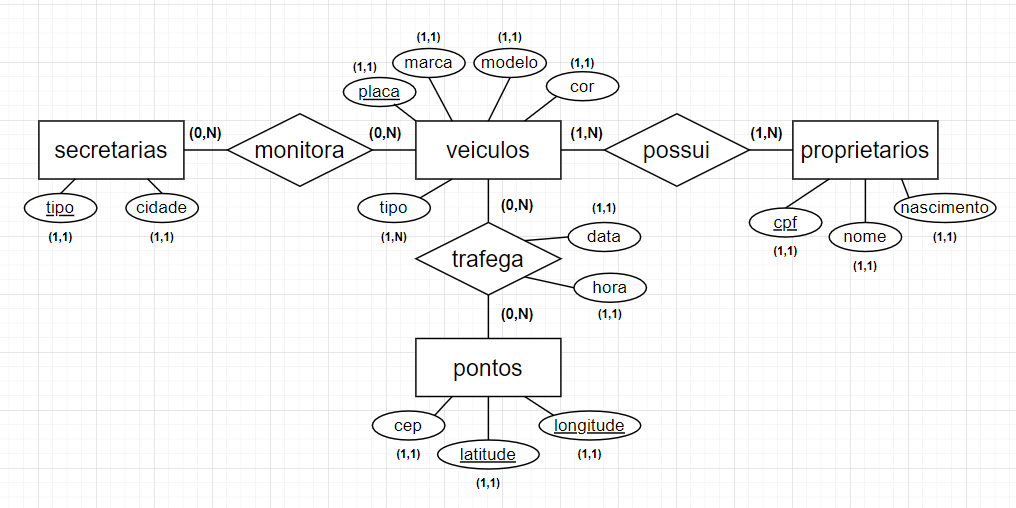 (1,1)
(1,1)
(1,1)
marca
modelo
(1,1)
placa
cor
(0,N)
(0,N)
(1,N)
(1,N)
secretarias
monitora
veiculos
possui
proprietarios
tipo
cidade
(1,1)
(1,1)
tipo
(1,N)
(0,N)
(1,1)
data
cpf
(1,1)
nome
(1,1)
nascimento
(1,1)
trafega
hora
(1,1)
(0,N)
pontos
cep
(1,1)
latitude
(1,1)
longitude
(1,1)